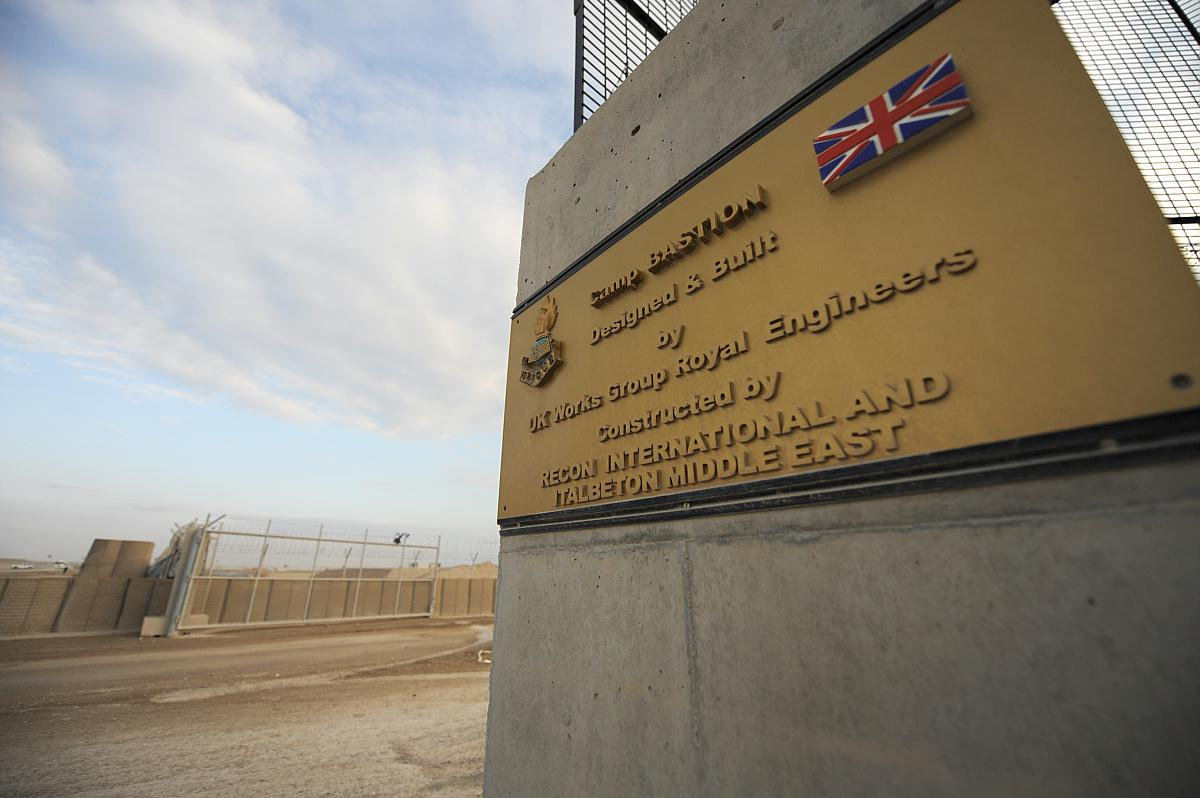 Camp BASTION
Designed & Built
by
UK Works Group Royal Engineers
Constructed by
RECON INTERNATIONAL AND
ITALBETON MIDDLE EAST